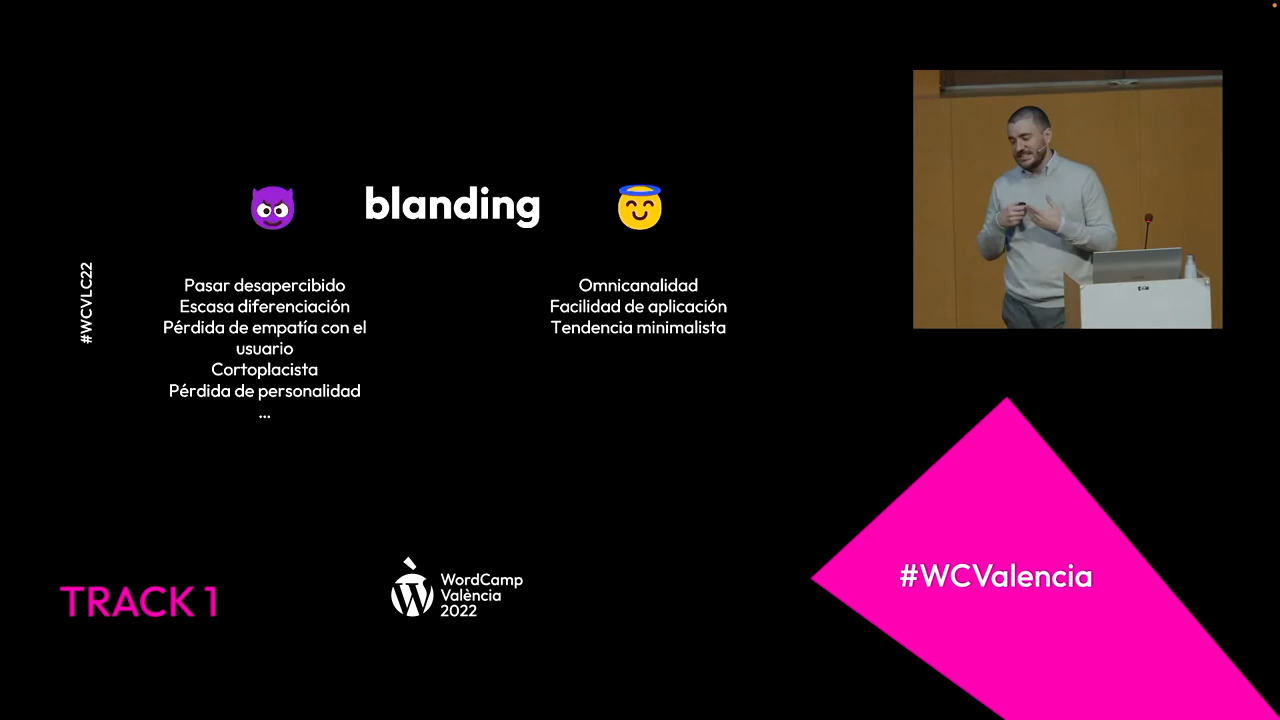 blanding
#WCVLC22
Pasar desapercibido
Escasa diferenciación
Pérdida de empatía con el
usuario
Cortoplacista
Pérdida de personalidad
...
Omnicanalidad
Facilidad de aplicación
Tendencia minimalista
TRACK 1
WordCamp
València
2022
#WCValencia